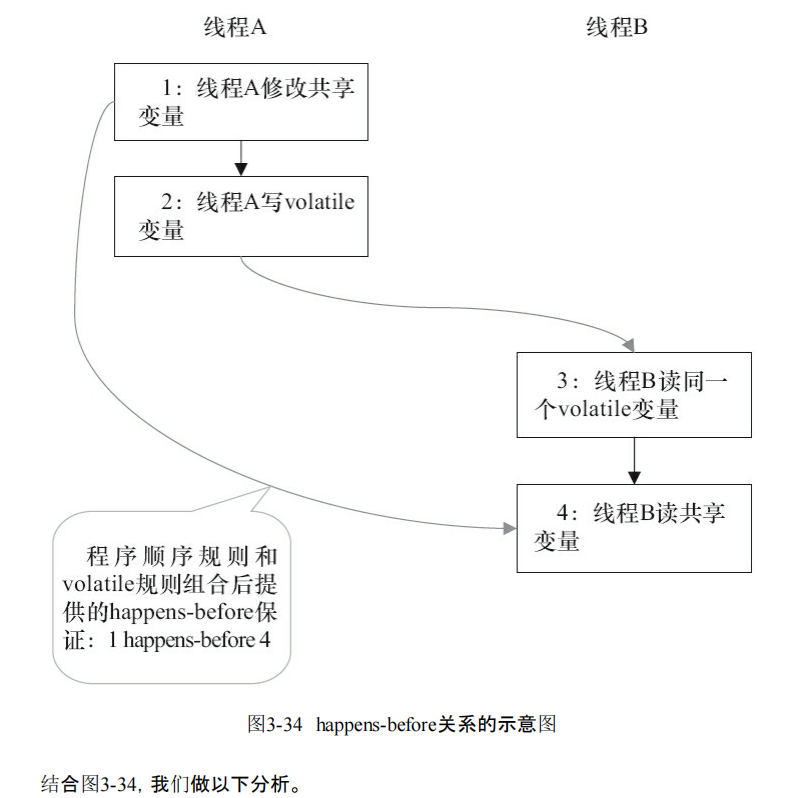 线程A
线程B
1：线程A修改共享
变量
2：线程A写volatile
变量
3：线程B读同一
个volatile变量
4：线程B读共享
变量
程序顺序规则和
volatile规则组合后提
供的happens-before保
证：1 happens-before 4
图3-34 happens-before关系的示意图
结合图3-34，我们做以下分析。